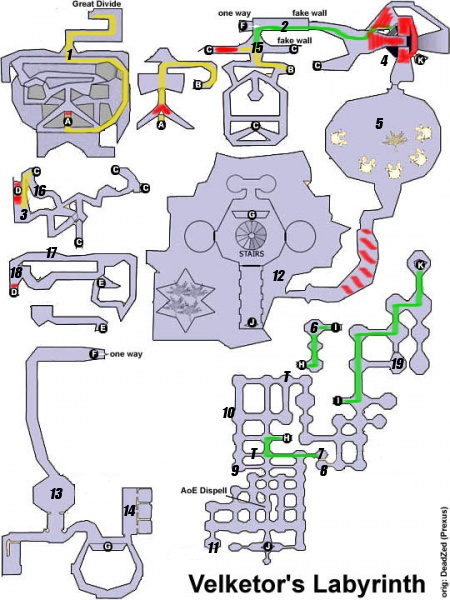 Great Divide
1
A
B
A
one way
F
2
fake wall
C
15
C
fake wall
B
C
C
4
K
5
D
C
16
3
C
C
C
G
STAIRS
12
J
17
18
D
E
E
K
6
I
H
19
I
T
10
H
T
7
9
8
AoE Dispell
11
J
F
one way
13
14
G
Velketor's Labyrinth
orig: DeadZed (Prexus)